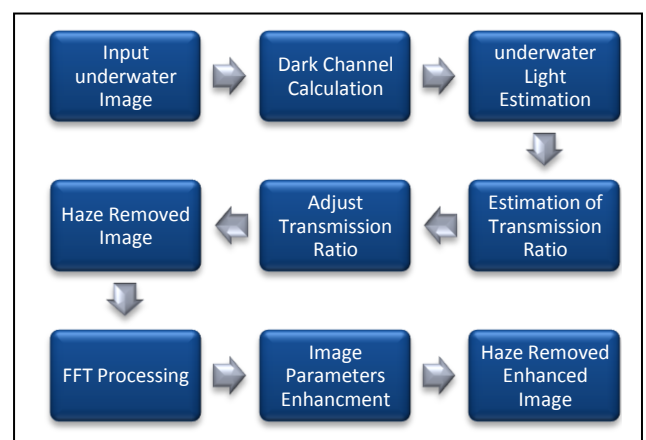 Input
underwater
Image
Dark Channel
Calculation
underwater
Light
Estimation
Estimation of
Transmission
Ratio
Adjust
Transmission
Ratio
Haze Removed
Image
FFT Processing
Image
Parameters
Enhancment
Haze Removed
Enhanced
Image